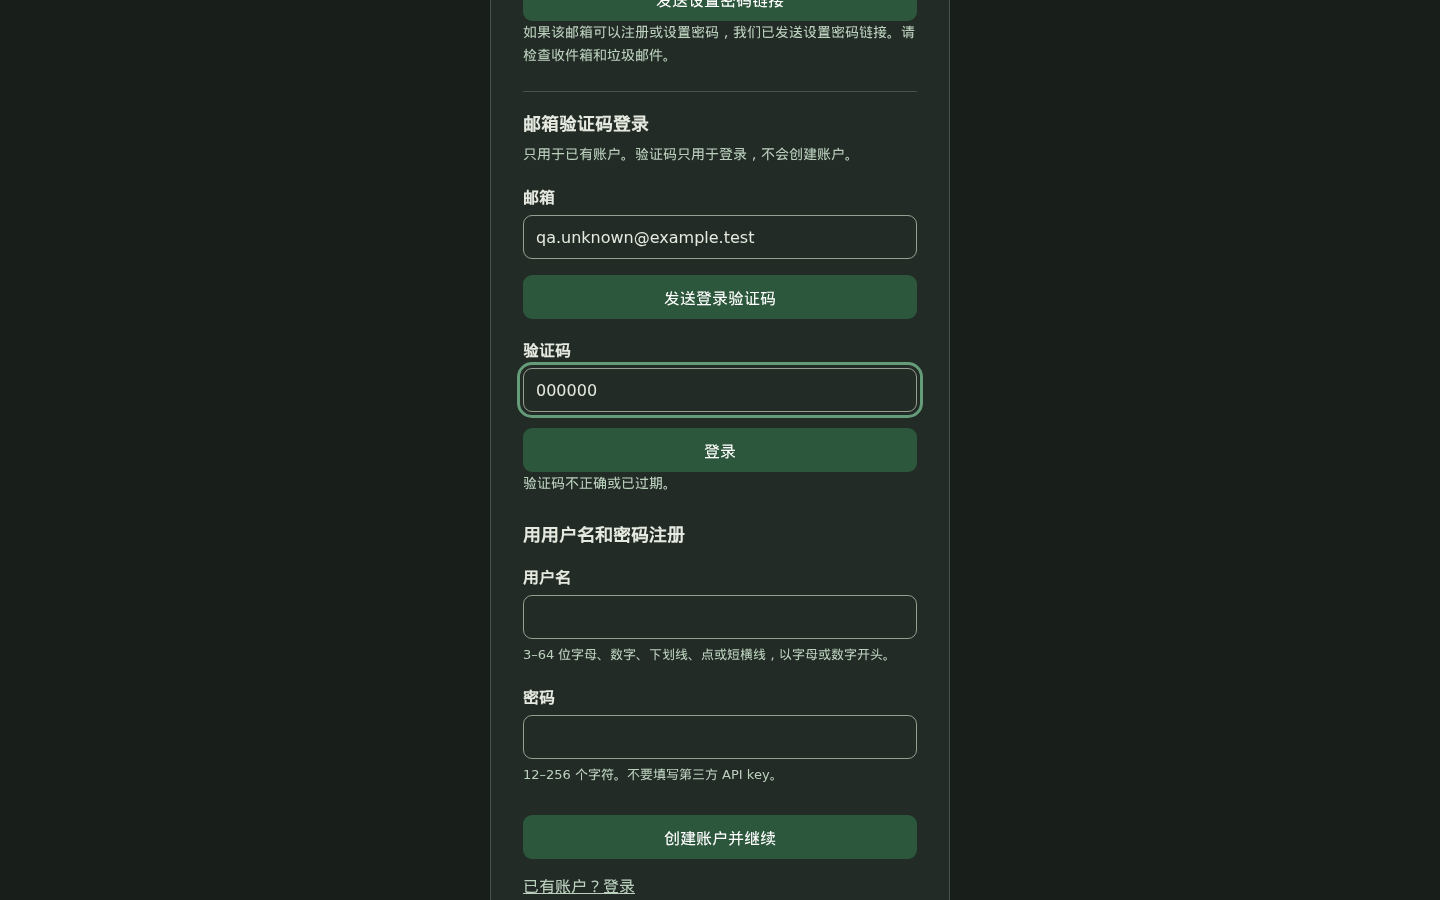 发送设置密码链接
如果该邮箱可以注册或设置密码，我们已发送设置密码链接。请
检查收件箱和垃圾邮件。
邮箱验证码登录
只用于已有账户。验证码只用于登录，不会创建账户。
邮箱
qa.unknown@example.test
发送登录验证码
验证码
000000
登录
验证码不正确或已过期。
用用户名和密码注册
用户名
3–64 位字母、数字、下划线、点或短横线，以字母或数字开头。
密码
12–256 个字符。不要填写第三方 API key。
创建账户并继续
已有账户？登录